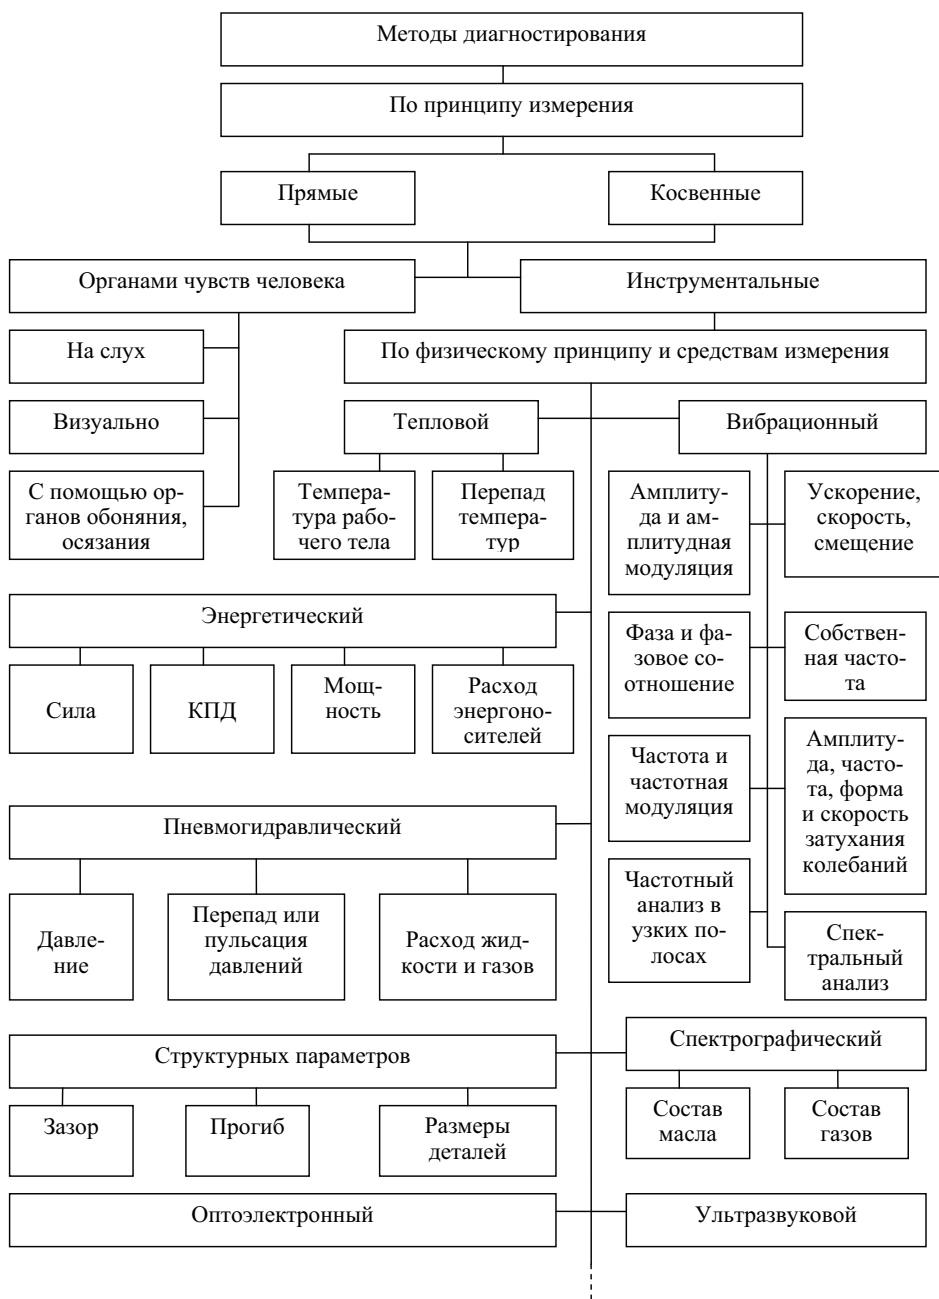 Методы диагностирования
По принципу измерения
Прямые
Косвенные
Органами чувств человека
Инструментальные
На слух
По физическому принципу и средствам измерения
Визуально
Тепловой
Вибрационный
С помощью ор-
ганов обоняния,
осязания
Темпера-
тура рабо-
чего тела
Перепад
темпера-
тур
Амплиту-
да и ам-
плитудная
модуляция
Ускорение,
скорость,
смещение
Энергетический
Фаза и фа-
зовое со-
отношение
Собствен-
ная часто-
та
Сила
КПД
Мощ-
ность
Расход
энергоно-
сителей
Частота и
частотная
модуляция
Амплиту-
да, часто-
та, форма
и скорость
затухания
колебаний
Пневмогидравлический
Давле-
ние
Перепад или
пульсация
давлений
Расход жид-
кости и газов
Частотный
анализ в
узких по-
лосах
Спек-
тральный
анализ
Структурных параметров
Спектрографический
Зазор
Прогиб
Размеры
деталей
Состав
масла
Состав
газов
Оптоэлектронный
Ультразвуковой